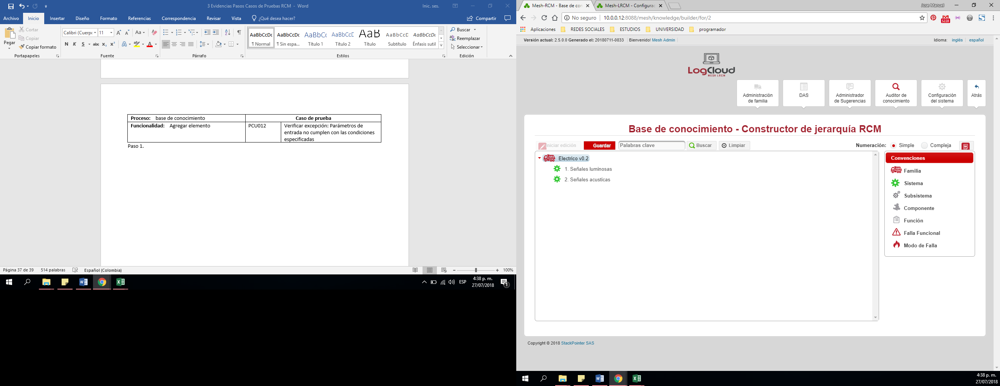 3 Evidencias Pasos Casos de Pruebas RCM - Word
Inic. ses.
Archivo Inicio Insertar Diseño Formato Referencias Correspondencia Revisar Vista ¿Qué desea hacer? Compartir
Pegar
Cortar
Copiar
Copiar formato
Portapapeles
Calibri (Cuerpo 11
N K S abc x₂ x²
Fuente
Párrafo
AaBbCcDc AaBbCcDc AaBbC( AaBbCcC AaB AaBbCcC AaBbCcDc
¶ Normal ¶ Sin espa... Título 1 Título 2 Título Subtítulo Énfasis sutil
Estilos
Buscar
Reemplazar
Seleccionar
Edición
Proceso: base de conocimiento Caso de prueba
Funcionalidad: Agregar elemento PCU012 Verificar excepción: Parámetros de
entrada no cumplen con las condiciones
especificadas
Paso 1.
Página 37 de 39 514 palabras Español (Colombia) 100%
ESP 4:38 p. m.
27/07/2018
1
Mesh-RCM - Base de con Mesh-LRCM - Configurac
Jose Manuel
No seguro 10.0.0.12:8088/mesh/knowledge/builder/for/2
5228
Aplicaciones REDES SOCIALES ESTUDIOS UNIVERSIDAD programador
Versión actual: 2.5.0.0 Generado el: 20180711-0833 Bienvenido! Mesh Admin
Idioma: inglés español
LogCloud
MESH LRCM
Administración
de familia
DAS
Administrador
de Sugerencias
Auditor de
conocimiento
Configuración
del sistema
Atrás
Base de conocimiento - Constructor de jerarquía RCM
Iniciar edición Guardar Palabras clave Buscar Limpiar Numeración: Simple Compleja
Electrico v0.2
1. Señales luminosas
2. Señales acusticas
Convenciones
Familia
Sistema
Subsistema
Componente
Función
Falla Funcional
Modo de Falla
Copyright © 2018 StackPointer SAS
4:38 p. m.
27/07/2018